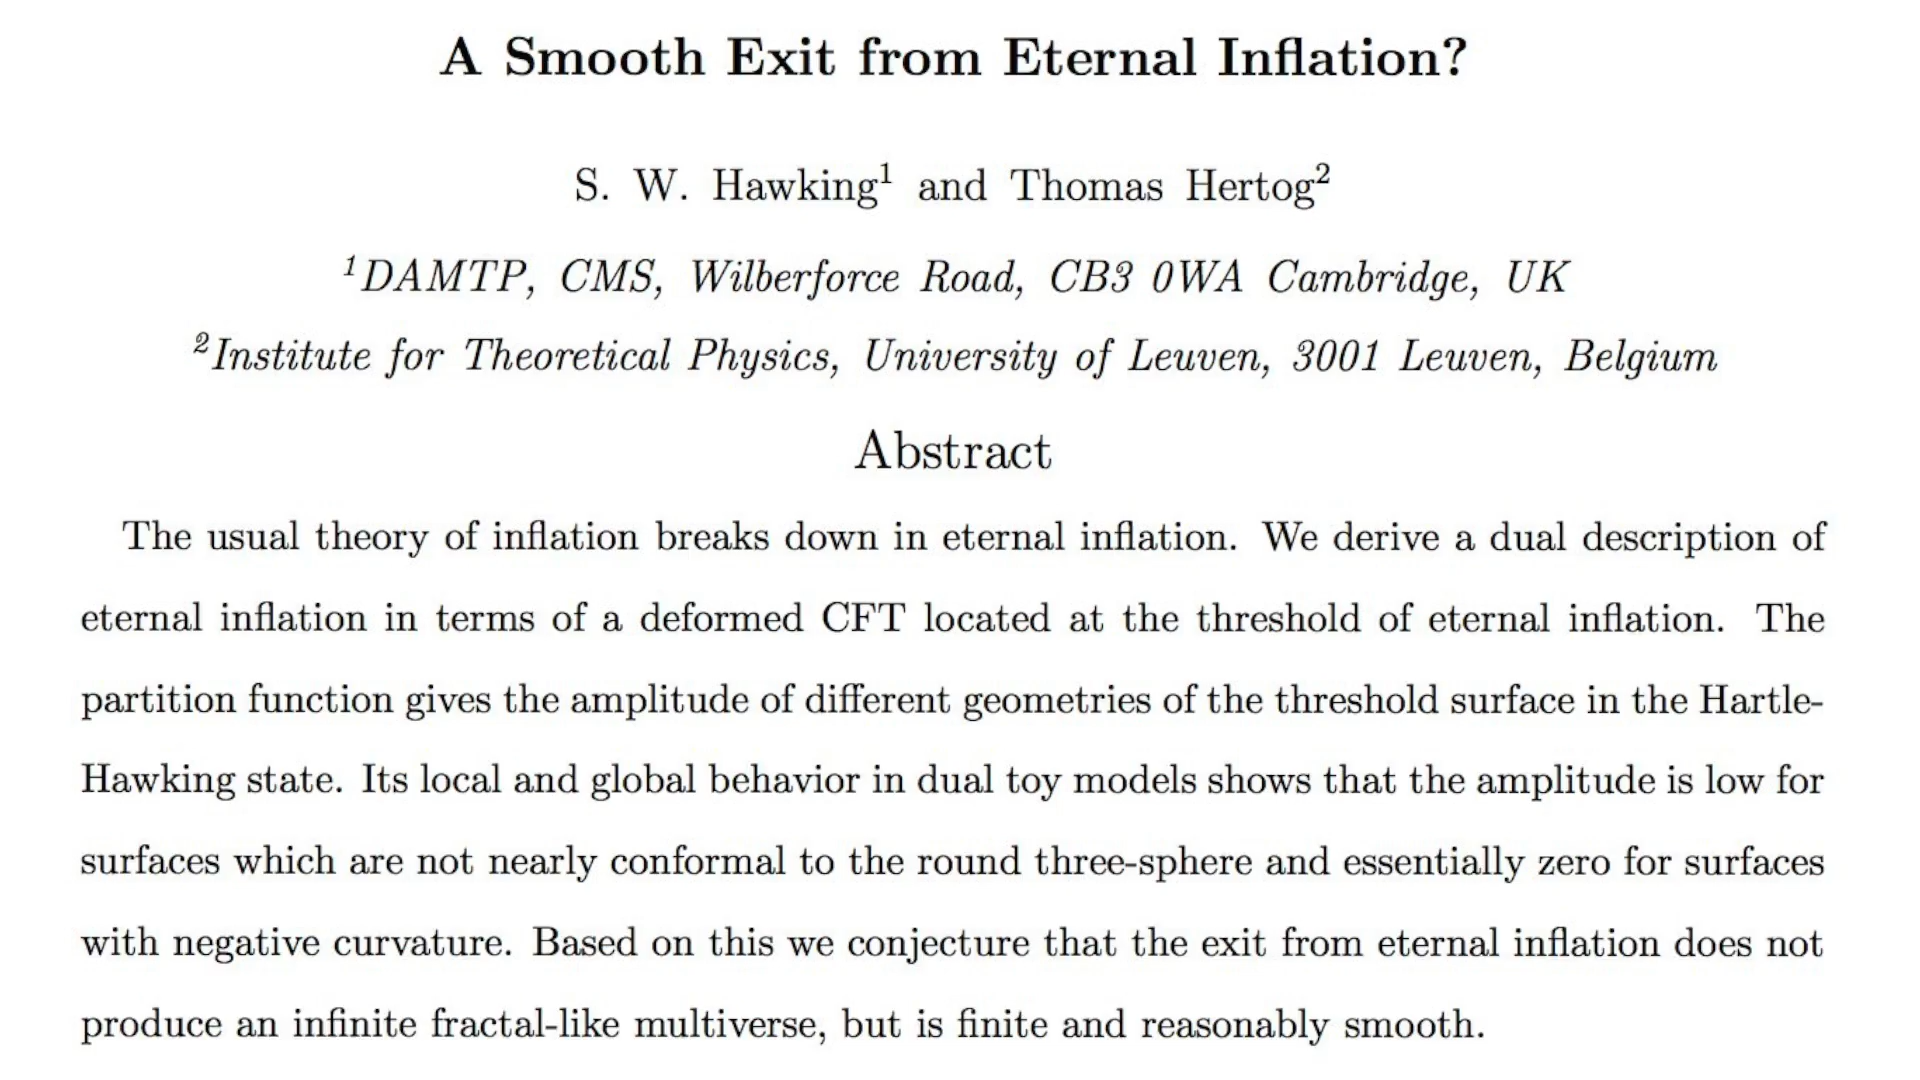 A Smooth Exit from Eternal Inflation?
S. W. Hawking¹ and Thomas Hertog²
¹DAMTP, CMS, Wilberforce Road, CB3 0WA Cambridge, UK
²Institute for Theoretical Physics, University of Leuven, 3001 Leuven, Belgium
Abstract
The usual theory of inflation breaks down in eternal inflation. We derive a dual description of
eternal inflation in terms of a deformed CFT located at the threshold of eternal inflation. The
partition function gives the amplitude of different geometries of the threshold surface in the Hartle-
Hawking state. Its local and global behavior in dual toy models shows that the amplitude is low for
surfaces which are not nearly conformal to the round three-sphere and essentially zero for surfaces
with negative curvature. Based on this we conjecture that the exit from eternal inflation does not
produce an infinite fractal-like multiverse, but is finite and reasonably smooth.